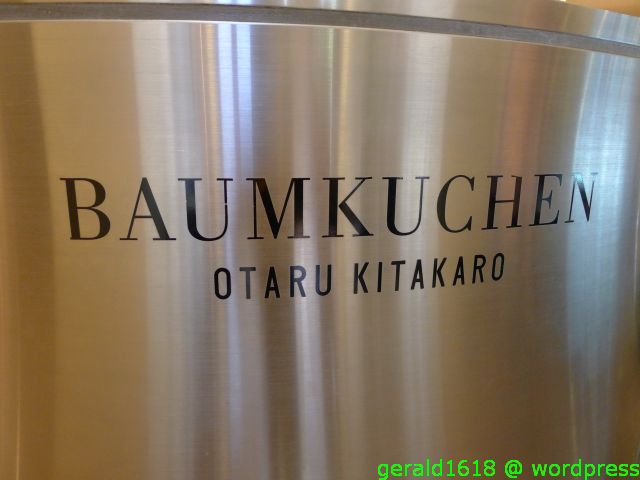 BAUMKUCHEN
OTARU KITAKARO
gerald1618 @ wordpress